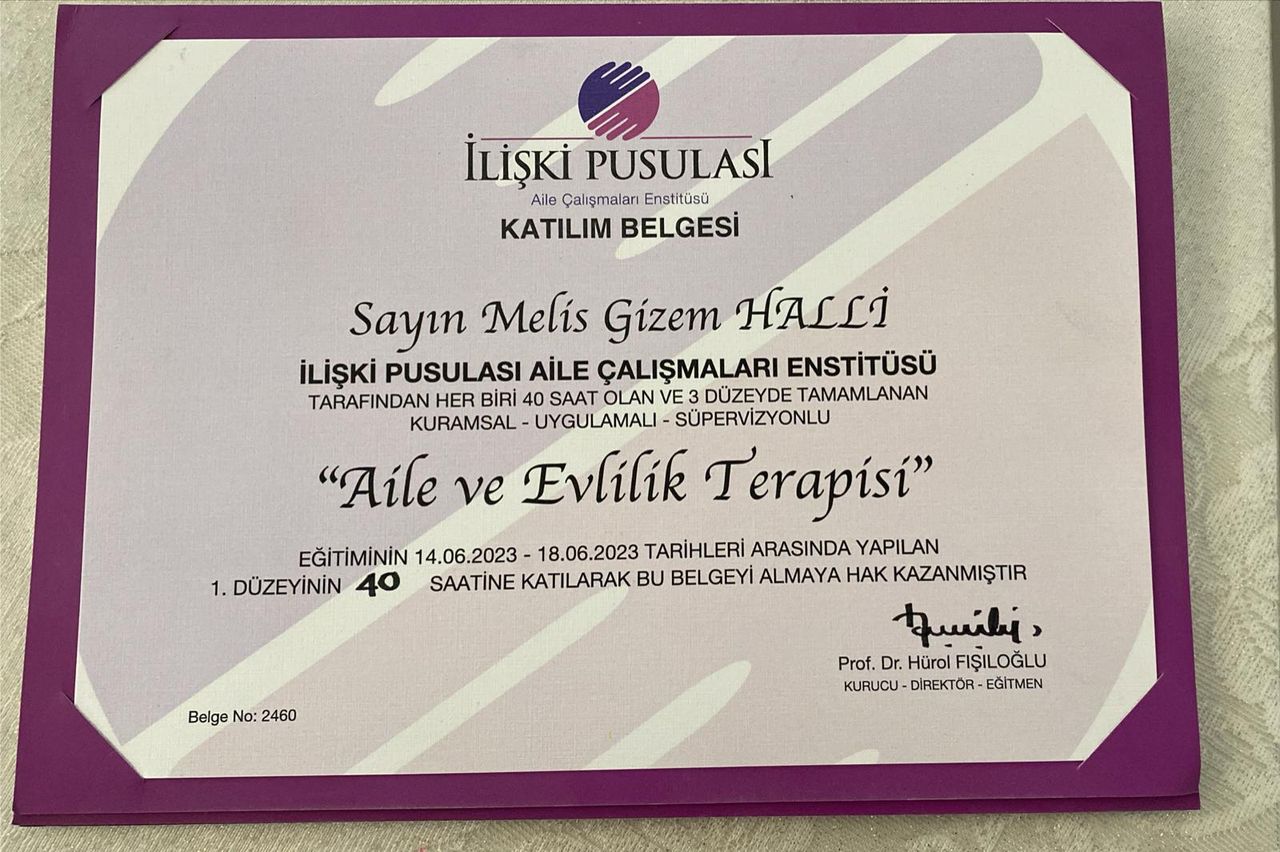 İLİŞKİ PUSULASI
Aile Çalışmaları Enstitüsü
KATILIM BELGESİ
Sayın Melis Gizem HALLİ
İLİŞKİ PUSULASI AİLE ÇALIŞMALARI ENSTİTÜSÜ
TARAFINDAN HER BİRİ 40 SAAT OLAN VE 3 DÜZEYDE TAMAMLANAN
KURAMSAL - UYGULAMALI - SÜPERVİZYONLU
“Aile ve Evlilik Terapisi”
EĞİTİMİNİN 14.06.2023 - 18.06.2023 TARİHLERİ ARASINDA YAPILAN
1. DÜZEYİNİN 40 SAATİNE KATILARAK BU BELGEYİ ALMAYA HAK KAZANMIŞTIR
Prof. Dr. Hürol FIŞILOĞLU
KURUCU - DİREKTÖR - EĞİTMEN
Belge No: 2460